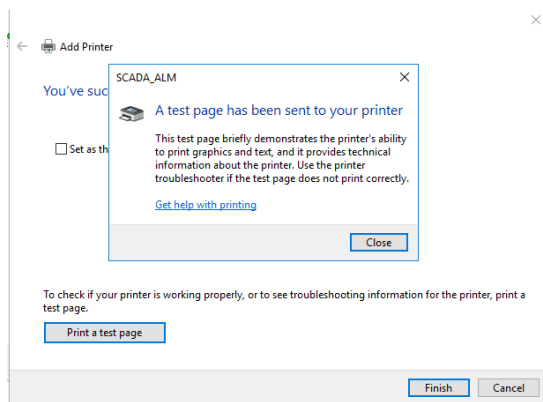 Add Printer
You've suc
Set as th
SCADA_ALM
A test page has been sent to your printer
This test page briefly demonstrates the printer's ability
to print graphics and text, and it provides technical
information about the printer. Use the printer
troubleshooter if the test page does not print correctly.
Get help with printing
Close
To check if your printer is working properly, or to see troubleshooting information for the printer, print a
test page.
Print a test page
Finish Cancel